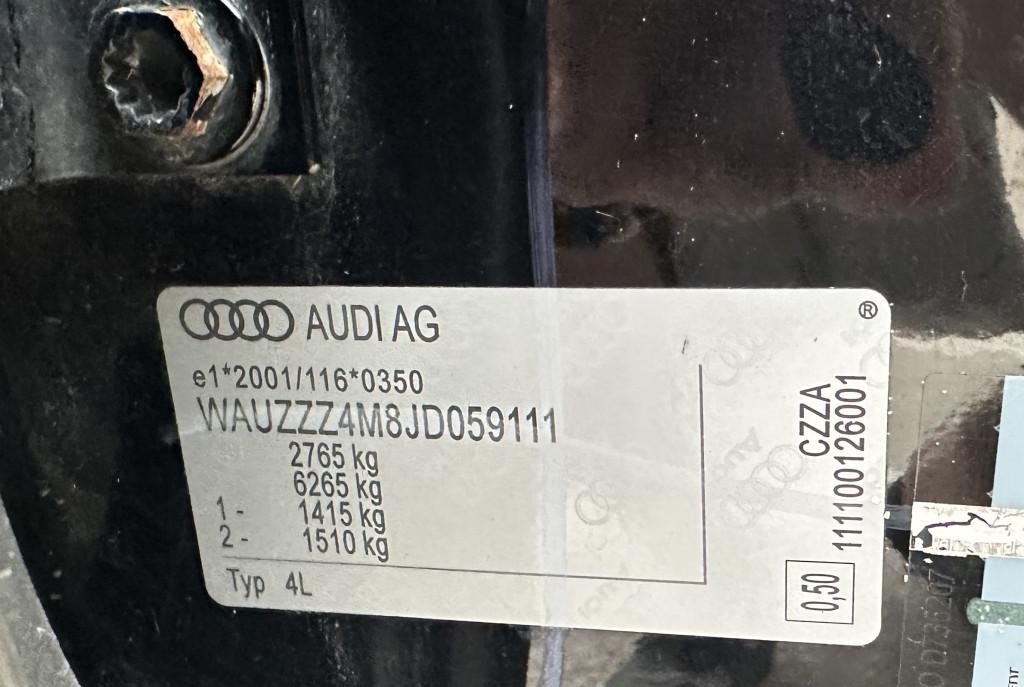 AUDI AG
®
e1*2001/116*0350
WAUZZZ4M8JD059111
2765 kg
6265 kg
1 - 1415 kg
2 - 1510 kg
Typ 4L
CZZA
111100126001
0,50